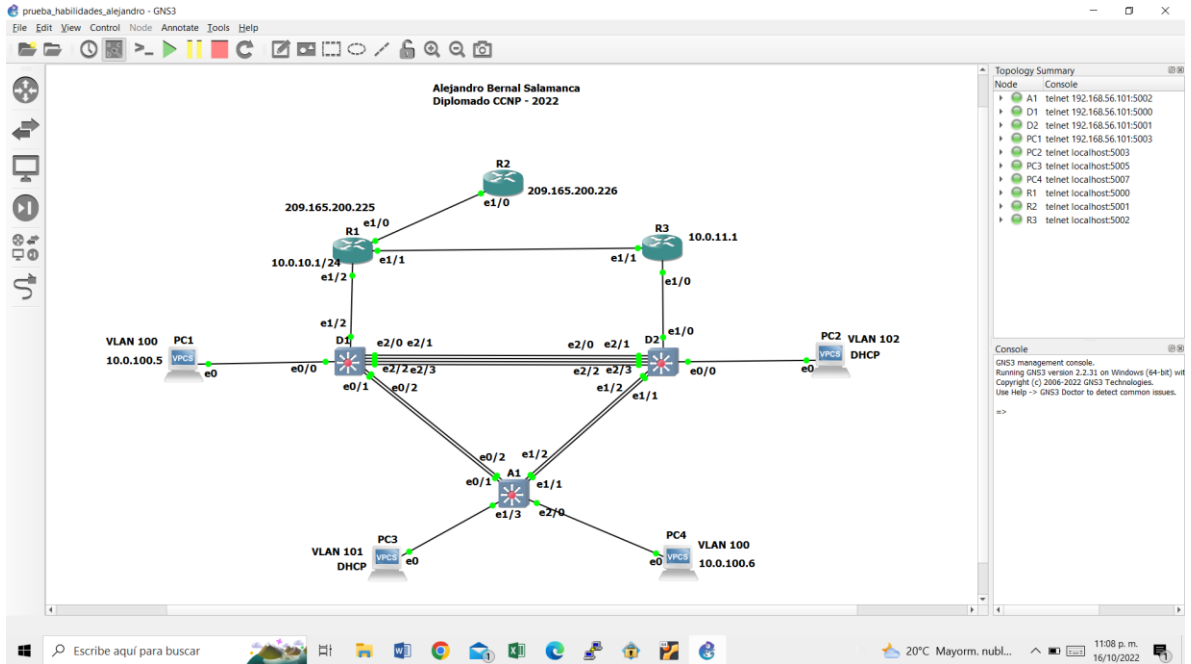 prueba_habilidades_alejandro - GNS3
File Edit View Control Node Annotate Tools Help
Alejandro Bernal Salamanca
Diplomado CCNP - 2022
R2
209.165.200.226
e1/0
209.165.200.225
e1/0
R1
R3
10.0.11.1
10.0.10.1/24
e1/1
e1/1
e1/2
e1/0
e1/2
e1/0
VLAN 100
PC1
D1
e2/0 e2/1
e2/0 e2/1
D2
PC2
VLAN 102
10.0.100.5
VPCS
VPCS
DHCP
e0
e0/0
e2/2 e2/3
e2/2 e2/3
e0/0
e0
e0/1
e0/2
e1/2
e1/1
e0/2
e1/2
e0/1
A1
e1/1
e1/3
e2/0
PC3
PC4
VLAN 101
VPCS
VLAN 100
DHCP
e0
e0
VPCS
10.0.100.6
Topology Summary
Node Console
A1 telnet 192.168.56.101:5002
D1 telnet 192.168.56.101:5000
D2 telnet 192.168.56.101:5001
PC1 telnet 192.168.56.101:5003
PC2 telnet localhost:5003
PC3 telnet localhost:5005
PC4 telnet localhost:5007
R1 telnet localhost:5000
R2 telnet localhost:5001
R3 telnet localhost:5002
Console
GNS3 management console.
Running GNS3 version 2.2.31 on Windows (64-bit) wit
Copyright (c) 2006-2022 GNS3 Technologies.
Use Help -> GNS3 Doctor to detect common issues.
=>
Escribe aquí para buscar
20°C Mayorm. nubl...
11:08 p. m.
16/10/2022